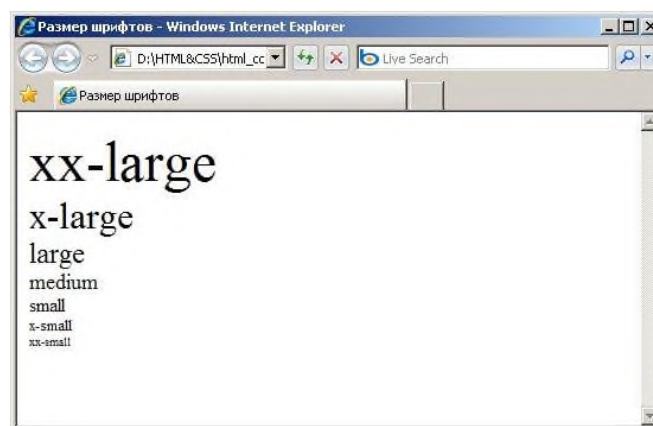 Размер шрифтов - Windows Internet Explorer
D:\HTML&CSS\html_cc
Live Search
Размер шрифтов
xx-large
x-large
large
medium
small
x-small
xx-small